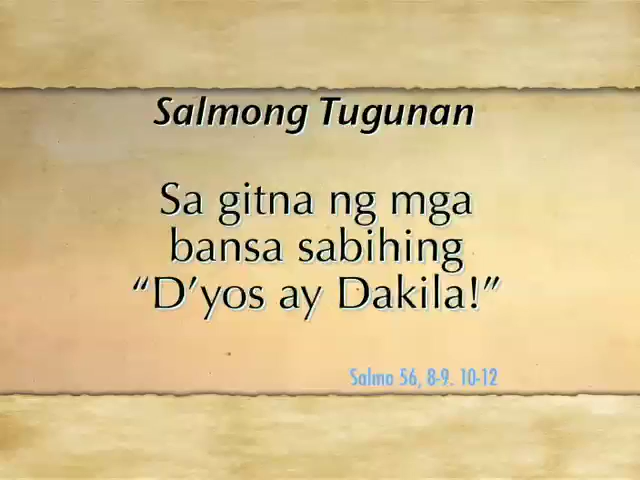 Salmong Tugunan
Sa gitna ng mga
bansa sabihing
“D’yos ay Dakila!”
Salmo 56, 8-9. 10-12